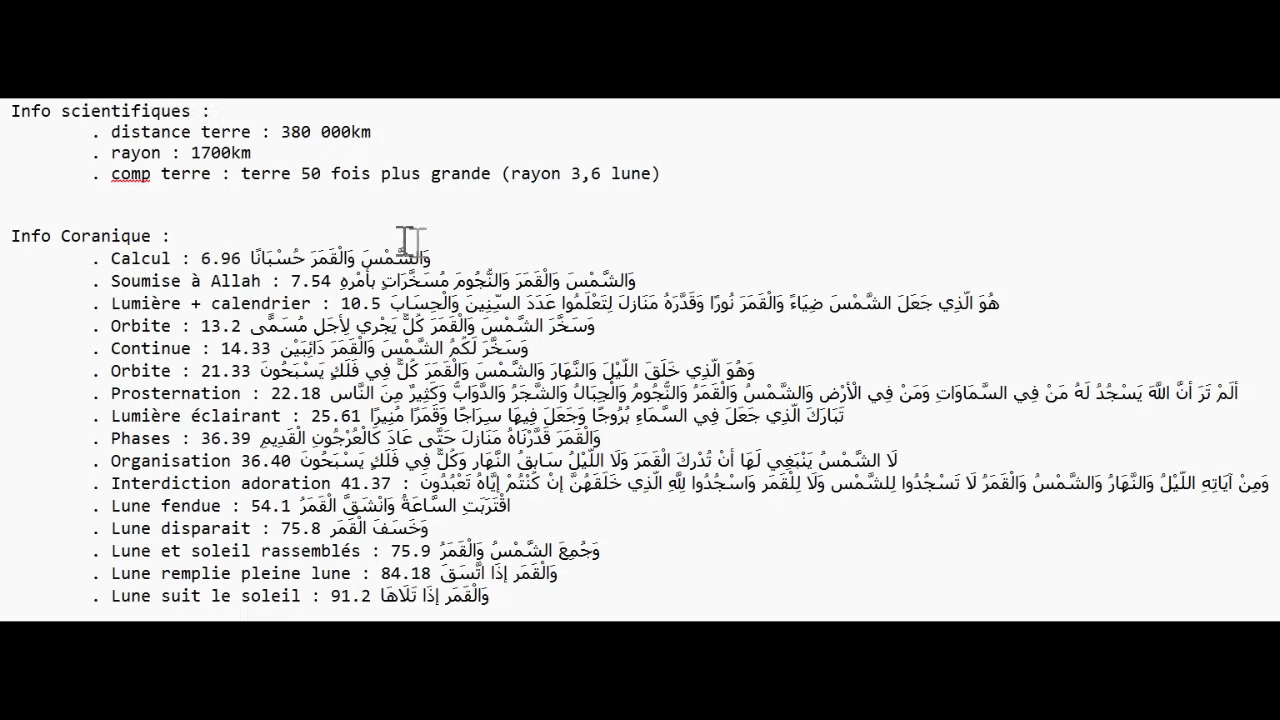 Info scientifiques :
. distance terre : 380 000km
. rayon : 1700km
. comp terre : terre 50 fois plus grande (rayon 3,6 lune)
Info Coranique :
. Calcul : 6.96 وَالشَّمْسَ وَالْقَمَرَ حُسْبَانًا
. Soumise à Allah : 7.54 وَالشَّمْسَ وَالْقَمَرَ وَالنُّجُومَ مُسَخَّرَاتٍ بِأَمْرِهِ
. Lumière + calendrier : 10.5 هُوَ الَّذِي جَعَلَ الشَّمْسَ ضِيَاءً وَالْقَمَرَ نُورًا وَقَدَّرَهُ مَنَازِلَ لِتَعْلَمُوا عَدَدَ السِّنِينَ وَالْحِسَابَ
. Orbite : 13.2 وَسَخَّرَ الشَّمْسَ وَالْقَمَرَ كُلٌّ يَجْرِي لِأَجَلٍ مُسَمًّى
. Continue : 14.33 وَسَخَّرَ لَكُمُ الشَّمْسَ وَالْقَمَرَ دَائِبَيْنِ
. Orbite : 21.33 وَهُوَ الَّذِي خَلَقَ اللَّيْلَ وَالنَّهَارَ وَالشَّمْسَ وَالْقَمَرَ كُلٌّ فِي فَلَكٍ يَسْبَحُونَ
. Prosternation : 22.18 أَلَمْ تَرَ أَنَّ اللَّهَ يَسْجُدُ لَهُ مَنْ فِي السَّمَاوَاتِ وَمَنْ فِي الْأَرْضِ وَالشَّمْسُ وَالْقَمَرُ وَالنُّجُومُ وَالْجِبَالُ وَالشَّجَرُ وَالدَّوَابُّ وَكَثِيرٌ مِنَ النَّاسِ
. Lumière éclairant : 25.61 تَبَارَكَ الَّذِي جَعَلَ فِي السَّمَاءِ بُرُوجًا وَجَعَلَ فِيهَا سِرَاجًا وَقَمَرًا مُنِيرًا
. Phases : 36.39 وَالْقَمَرَ قَدَّرْنَاهُ مَنَازِلَ حَتَّى عَادَ كَالْعُرْجُونِ الْقَدِيمِ
. Organisation 36.40 لَا الشَّمْسُ يَنْبَغِي لَهَا أَنْ تُدْرِكَ الْقَمَرَ وَلَا اللَّيْلُ سَابِقُ النَّهَارِ وَكُلٌّ فِي فَلَكٍ يَسْبَحُونَ
. Interdiction adoration 41.37 : وَمِنْ آيَاتِهِ اللَّيْلُ وَالنَّهَارُ وَالشَّمْسُ وَالْقَمَرُ لَا تَسْجُدُوا لِلشَّمْسِ وَلَا لِلْقَمَرِ وَاسْجُدُوا لِلَّهِ الَّذِي خَلَقَهُنَّ إِنْ كُنْتُمْ إِيَّاهُ تَعْبُدُونَ
. Lune fendue : 54.1 اقْتَرَبَتِ السَّاعَةُ وَانْشَقَّ الْقَمَرُ
. Lune disparait : 75.8 وَخَسَفَ الْقَمَرُ
. Lune et soleil rassemblés : 75.9 وَجُمِعَ الشَّمْسُ وَالْقَمَرُ
. Lune remplie pleine lune : 84.18 وَالْقَمَرِ إِذَا اتَّسَقَ
. Lune suit le soleil : 91.2 وَالْقَمَرِ إِذَا تَلَاهَا